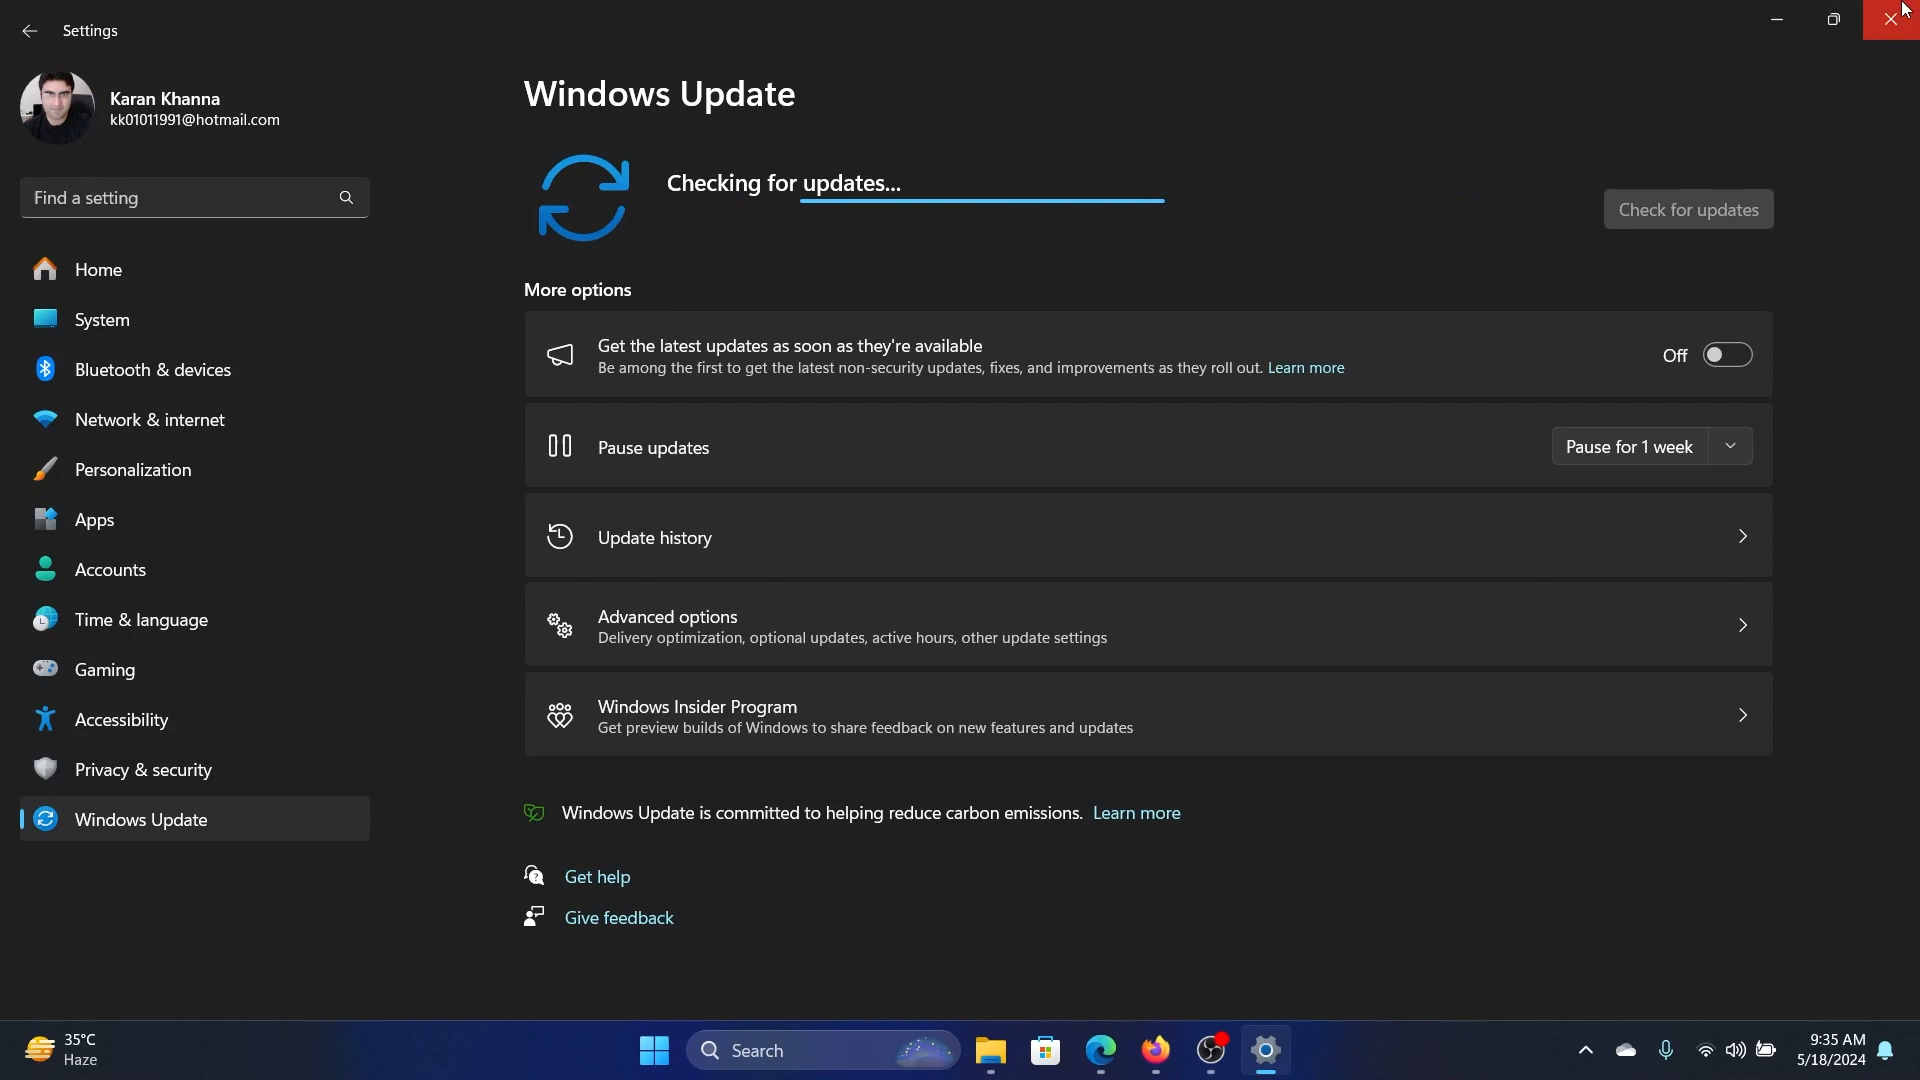 Settings
Karan Khanna
kk01011991@hotmail.com
Find a setting
Home
System
Bluetooth & devices
Network & internet
Personalization
Apps
Accounts
Time & language
Gaming
Accessibility
Privacy & security
Windows Update
Windows Update
Checking for updates...
Check for updates
More options
Get the latest updates as soon as they're available
Be among the first to get the latest non-security updates, fixes, and improvements as they roll out. Learn more
Off
Pause updates
Pause for 1 week
Update history
Advanced options
Delivery optimization, optional updates, active hours, other update settings
Windows Insider Program
Get preview builds of Windows to share feedback on new features and updates
Windows Update is committed to helping reduce carbon emissions. Learn more
Get help
Give feedback
35°C
Haze
Search
9:35 AM
5/18/2024